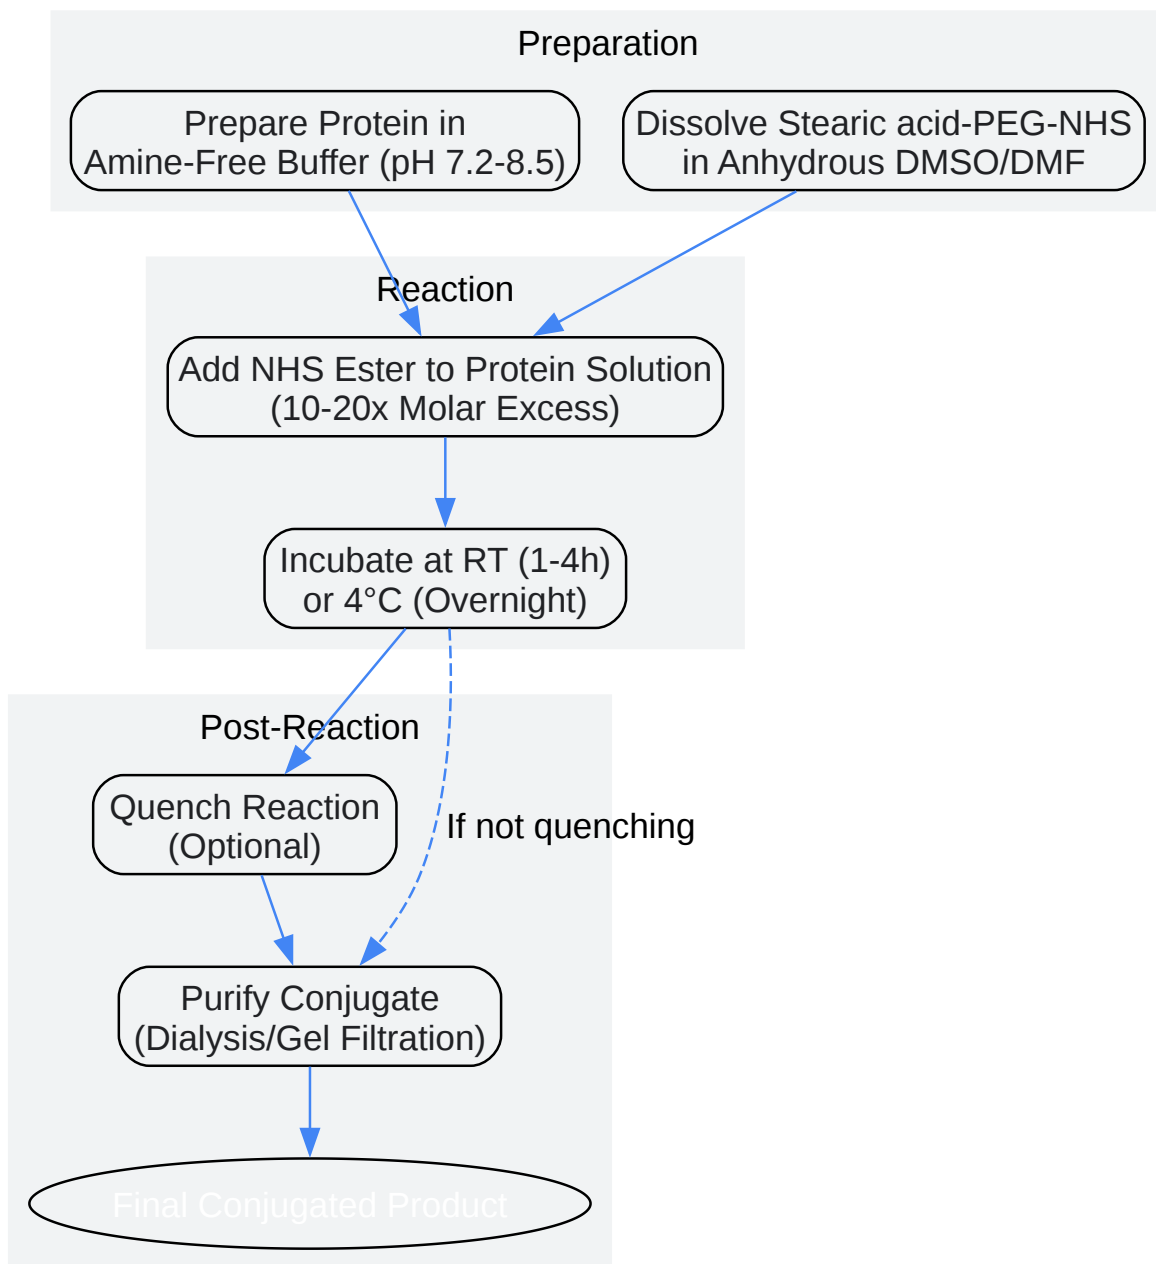 Preparation
Prepare Protein in
Amine-Free Buffer (pH 7.2-8.5)
Dissolve Stearic acid-PEG-NHS
in Anhydrous DMSO/DMF
Reaction
Add NHS Ester to Protein Solution
(10-20x Molar Excess)
Incubate at RT (1-4h)
or 4°C (Overnight)
Post-Reaction
Quench Reaction
(Optional)
If not quenching
Purify Conjugate
(Dialysis/Gel Filtration)
Final Conjugated Product